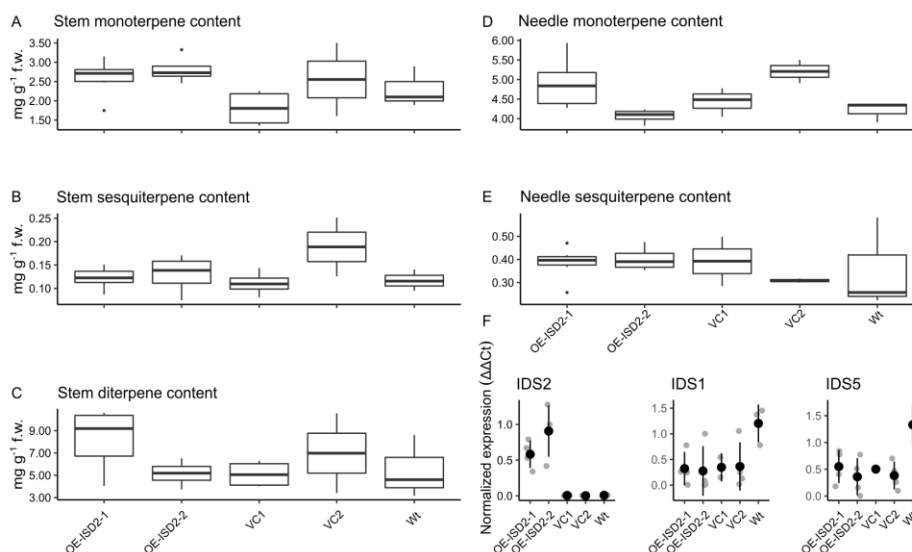 A Stem monoterpene content
mg g⁻¹ f.w.
3.50
3.00
2.50
2.00
1.50
B Stem sesquiterpene content
mg g⁻¹ f.w.
0.25
0.20
0.15
0.10
C Stem diterpene content
mg g⁻¹ f.w.
9.00
7.00
5.00
3.00
OE-ISD2-1
OE-ISD2-2
VC1
VC2
Wt
D Needle monoterpene content
6.00
5.00
4.00
E Needle sesquiterpene content
0.50
0.40
0.30
OE-ISD2-1
OE-ISD2-2
VC1
VC2
Wt
F
Normalized expression (ΔΔCt)
IDS2
1.0
0.5
0.0
OE-ISD2-1
OE-ISD2-2
VC1
VC2
Wt
IDS1
1.5
1.0
0.5
0.0
OE-ISD2-1
OE-ISD2-2
VC1
VC2
Wt
IDS5
1.5
1.0
0.5
0.0
OE-ISD2-1
OE-ISD2-2
VC1
VC2
Wt